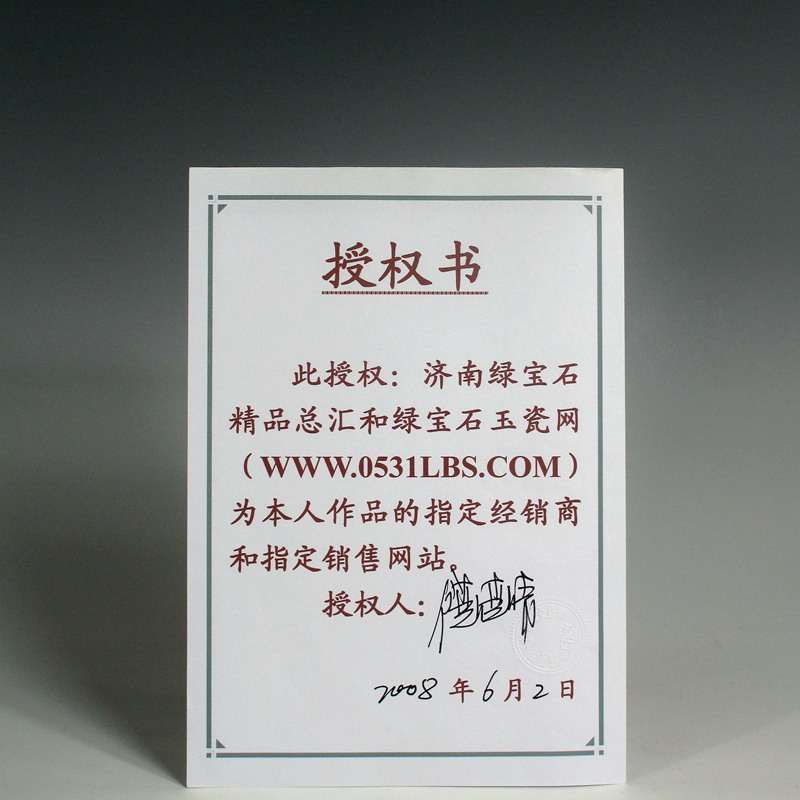 授权书
此授权：济南绿宝石
精品总汇和绿宝石玉瓷网
（WWW.0531LBS.COM）
为本人作品的指定经销商
和指定销售网站。
授权人：
2008 年 6 月 2 日